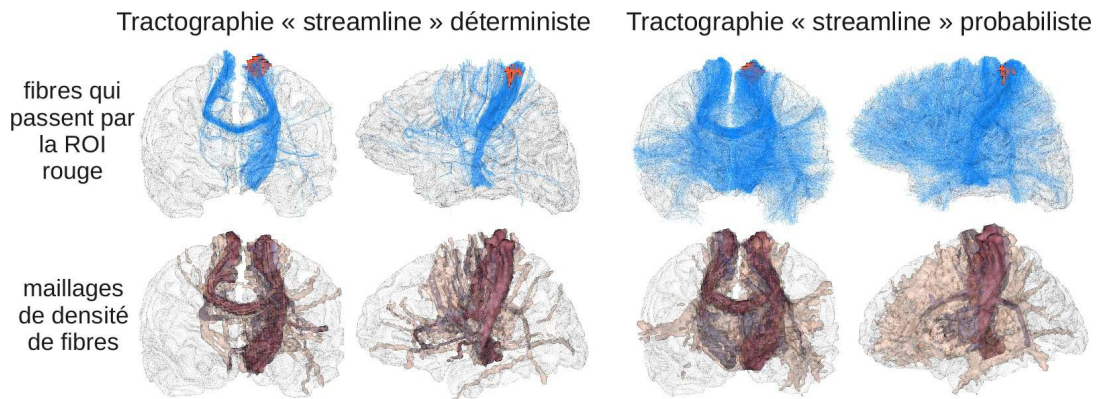 Tractographie « streamline » déterministe
Tractographie « streamline » probabiliste
fibres qui
passent par
la ROI
rouge
maillages
de densité
de fibres